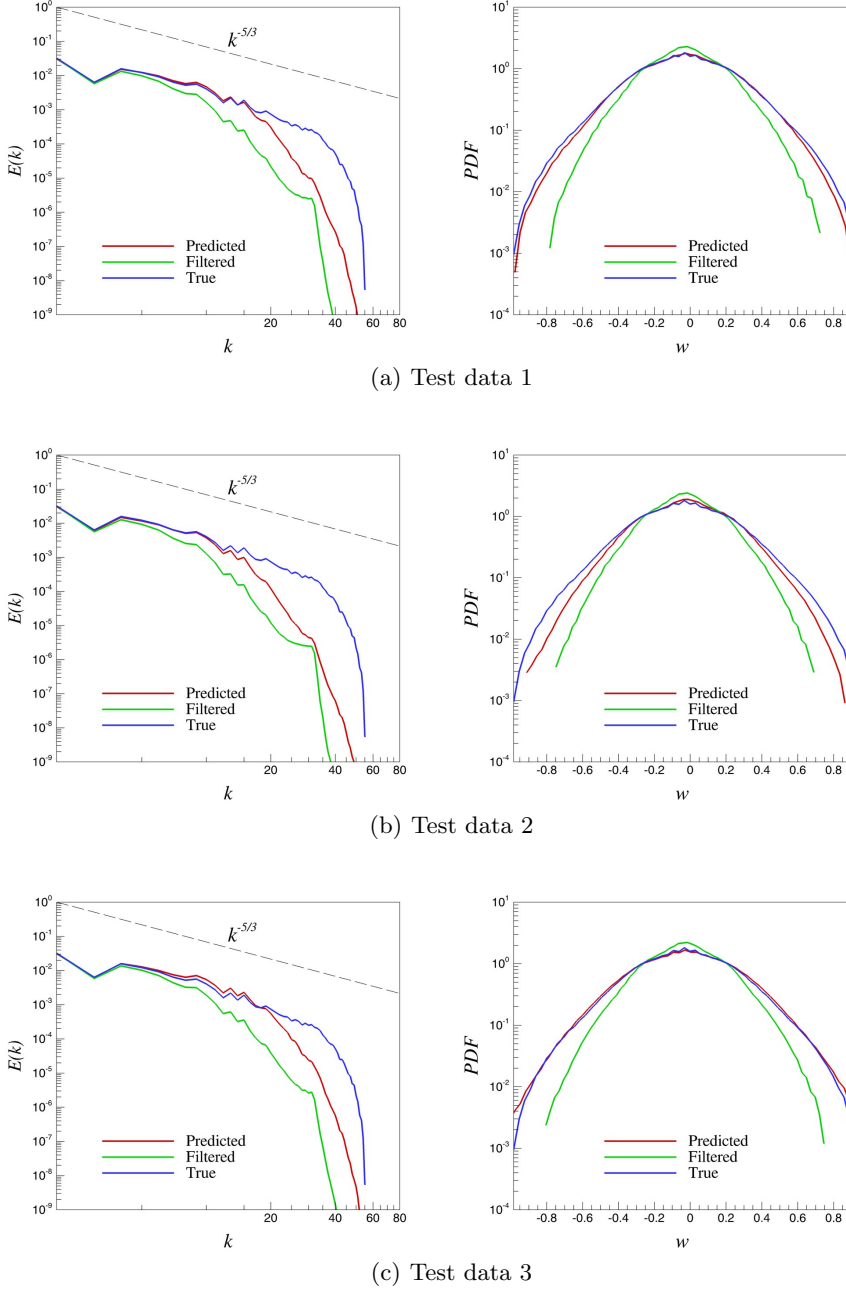 10^0
10^-1
10^-2
10^-3
10^-4
10^-5
10^-6
10^-7
10^-8
10^-9
E(k)
k^-5/3
Predicted
Filtered
True
20 40 60 80
k
10^1
10^0
10^-1
10^-2
10^-3
10^-4
PDF
Predicted
Filtered
True
-0.8 -0.6 -0.4 -0.2 0 0.2 0.4 0.6 0.8
w
(a) Test data 1
10^0
10^-1
10^-2
10^-3
10^-4
10^-5
10^-6
10^-7
10^-8
10^-9
E(k)
k^-5/3
Predicted
Filtered
True
20 40 60 80
k
10^1
10^0
10^-1
10^-2
10^-3
10^-4
PDF
Predicted
Filtered
True
-0.8 -0.6 -0.4 -0.2 0 0.2 0.4 0.6 0.8
w
(b) Test data 2
10^0
10^-1
10^-2
10^-3
10^-4
10^-5
10^-6
10^-7
10^-8
10^-9
E(k)
k^-5/3
Predicted
Filtered
True
20 40 60 80
k
10^1
10^0
10^-1
10^-2
10^-3
10^-4
PDF
Predicted
Filtered
True
-0.8 -0.6 -0.4 -0.2 0 0.2 0.4 0.6 0.8
w
(c) Test data 3